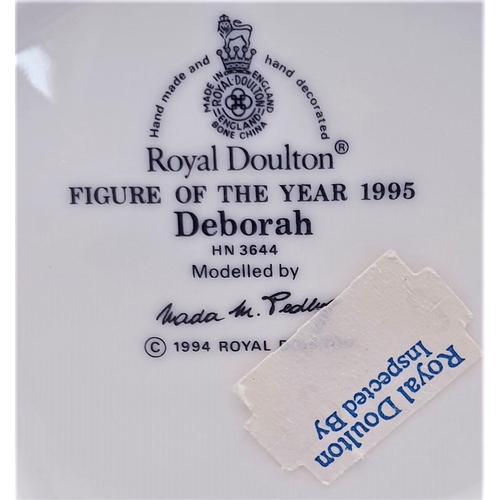 Hand made and hand decorated
MADE IN ENGLAND
ROYAL DOULTON
ENGLAND
BONE CHINA
Royal Doulton®
FIGURE OF THE YEAR 1995
Deborah
HN 3644
Modelled by
Nada M.
© 1994 ROYAL
Royal Doulton
Inspected By